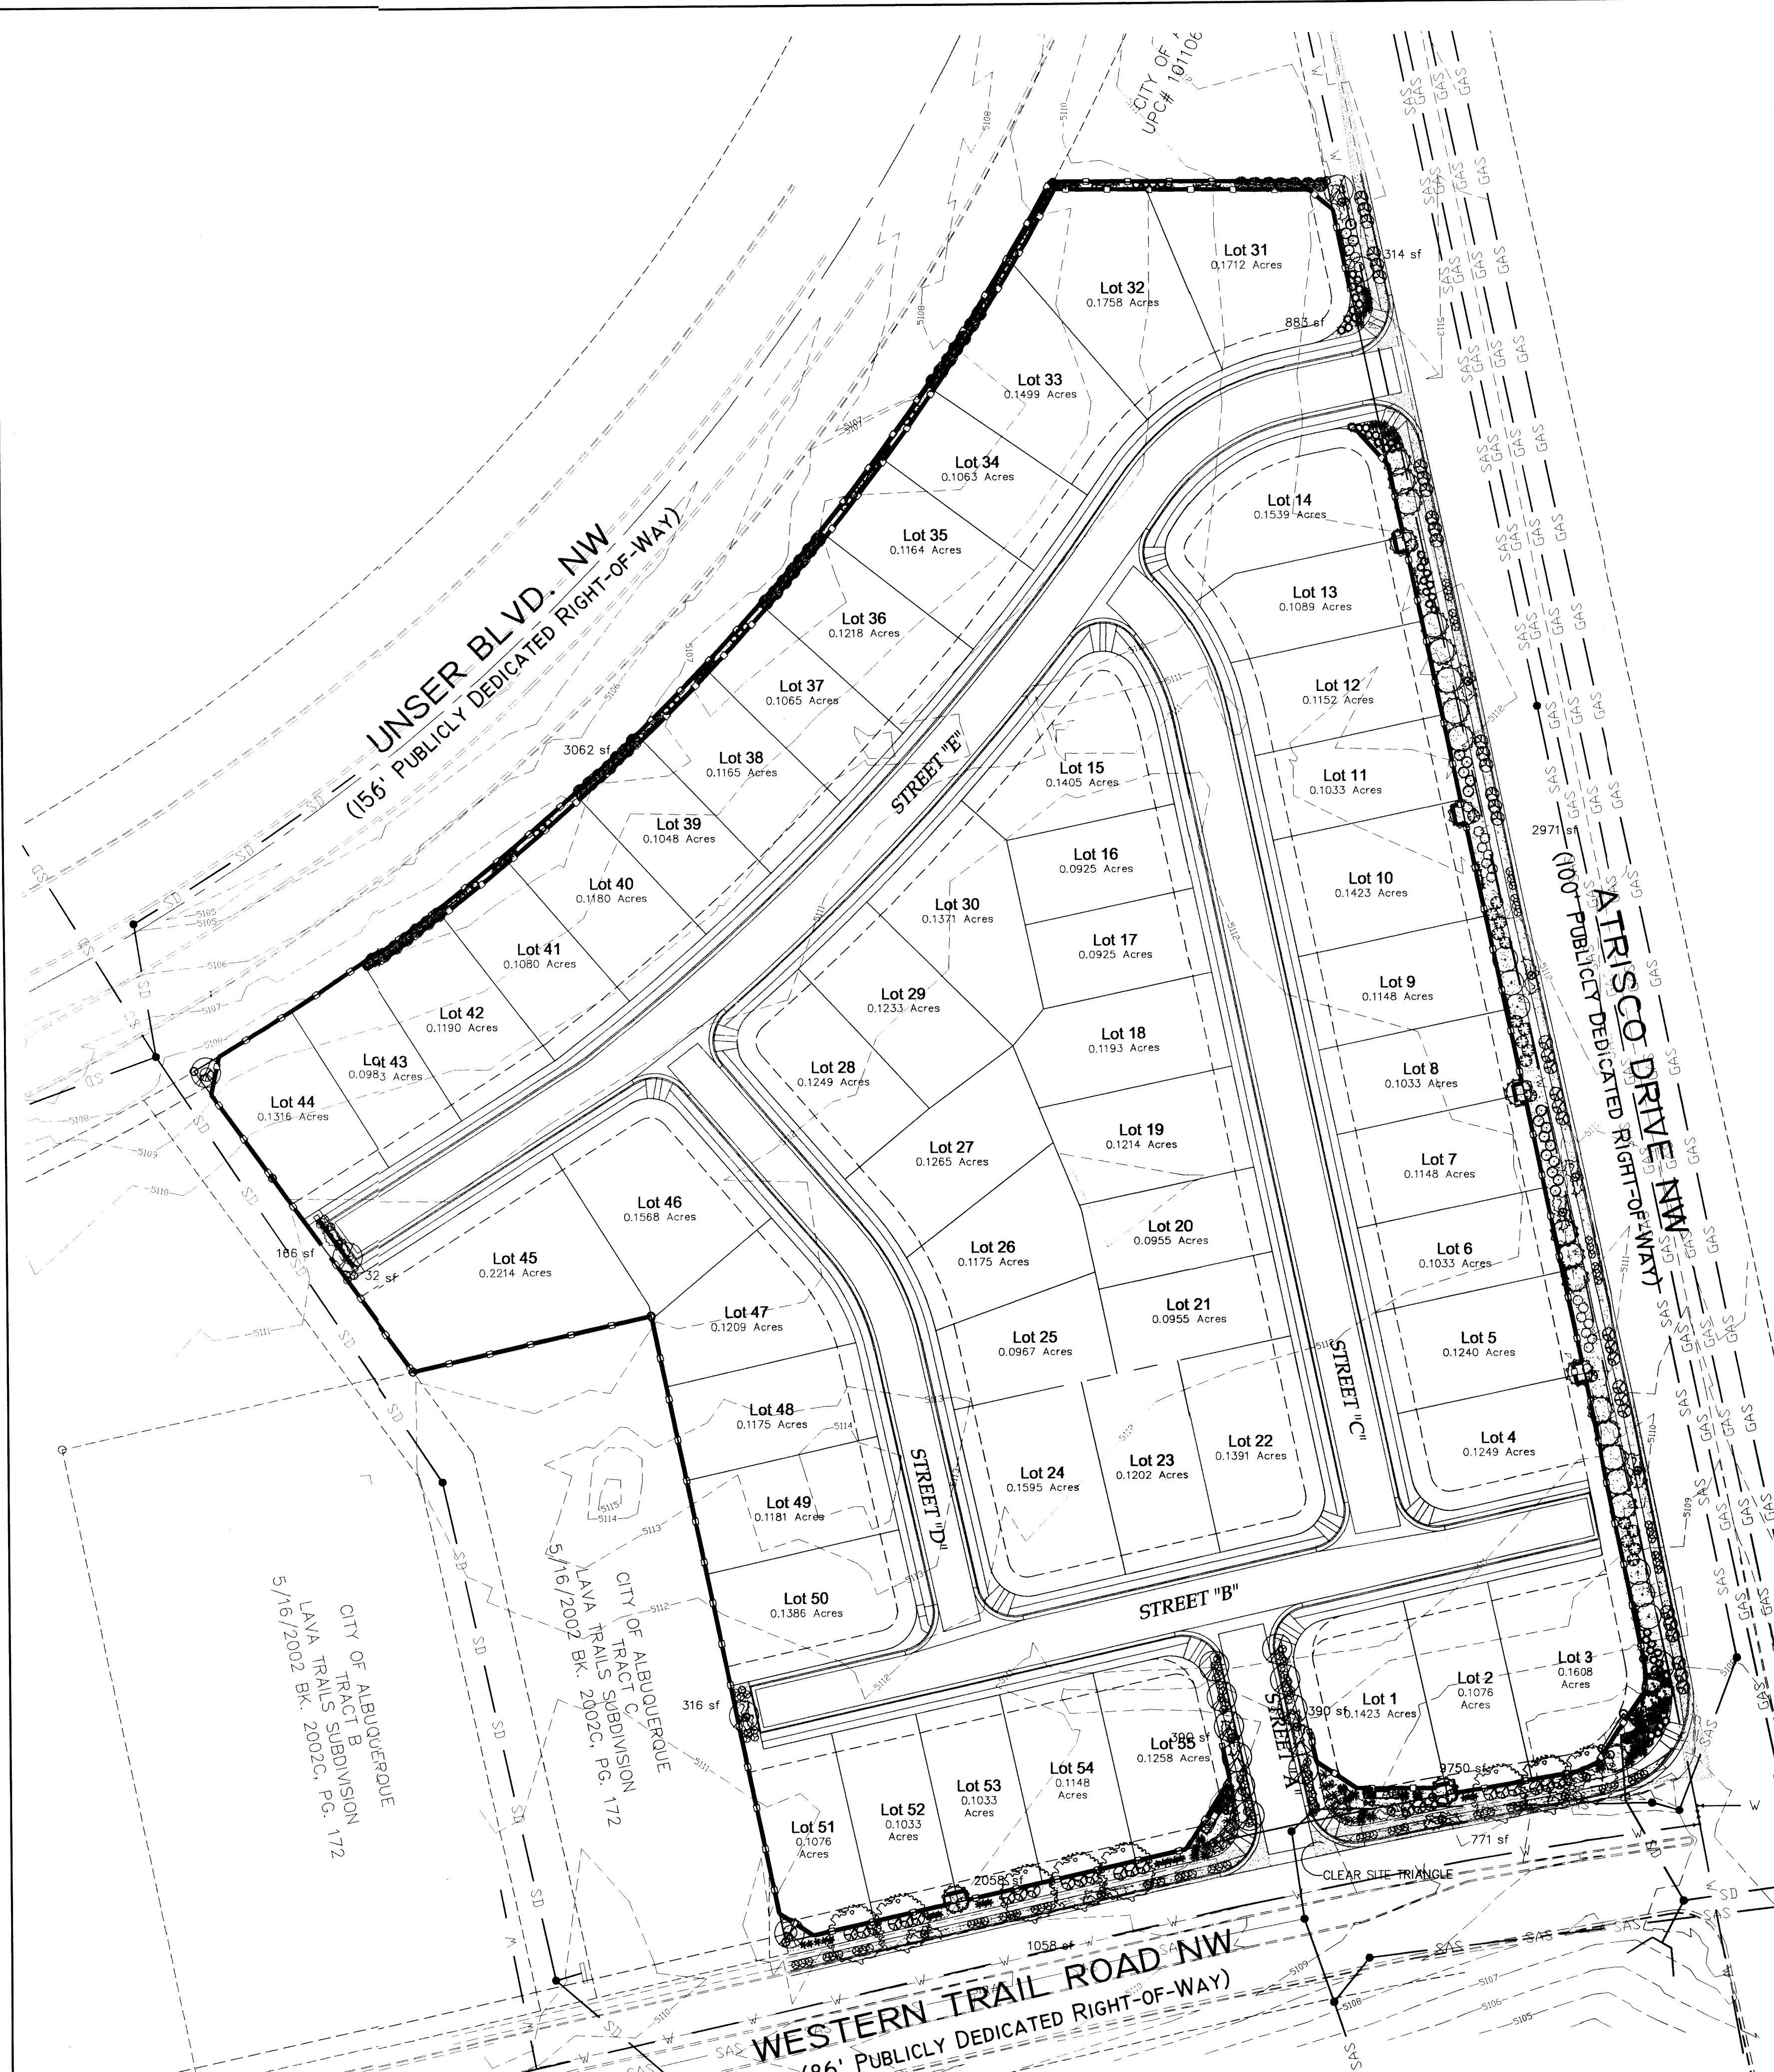 CITY OF
UPC# 101106
UNSER BLVD. NW
(156' PUBLICLY DEDICATED RIGHT-OF-WAY)
ATRISCO DRIVE NW
(100' PUBLICLY DEDICATED RIGHT-OF-WAY)
WESTERN TRAIL ROAD NW
(86' PUBLICLY DEDICATED RIGHT-OF-WAY)
Lot 31
0.1712 Acres
314 sf
883 sf
Lot 32
0.1758 Acres
Lot 33
0.1499 Acres
Lot 34
0.1063 Acres
Lot 35
0.1164 Acres
Lot 36
0.1218 Acres
Lot 37
0.1065 Acres
3062 sf
Lot 38
0.1165 Acres
Lot 39
0.1048 Acres
Lot 40
0.1180 Acres
Lot 41
0.1080 Acres
Lot 42
0.1190 Acres
Lot 43
0.0983 Acres
Lot 44
0.1316 Acres
166 sf
32 sf
Lot 14
0.1539 Acres
Lot 13
0.1089 Acres
Lot 12
0.1152 Acres
Lot 11
0.1033 Acres
2971 sf
Lot 10
0.1423 Acres
Lot 9
0.1148 Acres
Lot 8
0.1033 Acres
Lot 7
0.1148 Acres
Lot 6
0.1033 Acres
Lot 5
0.1240 Acres
Lot 4
0.1249 Acres
STREET "E"
Lot 15
0.1405 Acres
Lot 16
0.0925 Acres
Lot 17
0.0925 Acres
Lot 18
0.1193 Acres
Lot 19
0.1214 Acres
Lot 20
0.0955 Acres
Lot 21
0.0955 Acres
Lot 22
0.1391 Acres
Lot 23
0.1202 Acres
Lot 24
0.1595 Acres
Lot 25
0.0967 Acres
Lot 26
0.1175 Acres
Lot 27
0.1265 Acres
Lot 28
0.1249 Acres
Lot 29
0.1233 Acres
Lot 30
0.1371 Acres
STREET "C"
STREET "D"
Lot 45
0.2214 Acres
Lot 46
0.1568 Acres
Lot 47
0.1209 Acres
Lot 48
0.1175 Acres
Lot 49
0.1181 Acres
Lot 50
0.1386 Acres
STREET "B"
316 sf
Lot 51
0.1076
Acres
Lot 52
0.1033
Acres
Lot 53
0.1033
Acres
Lot 54
0.1148
Acres
Lot 55
390 sf
0.1258 Acres
STREET "A"
390 sf
Lot 1
0.1423 Acres
Lot 2
0.1076
Acres
Lot 3
0.1608
Acres
9750 sf
771 sf
CLEAR SITE TRIANGLE
2058 sf
1058 sf
CITY OF ALBUQUERQUE
TRACT C
LAVA TRAILS SUBDIVISION
5/16/2002 BK. 2002C, PG. 172
CITY OF ALBUQUERQUE
TRACT B
LAVA TRAILS SUBDIVISION
5/16/2002 BK. 2002C, PG. 172